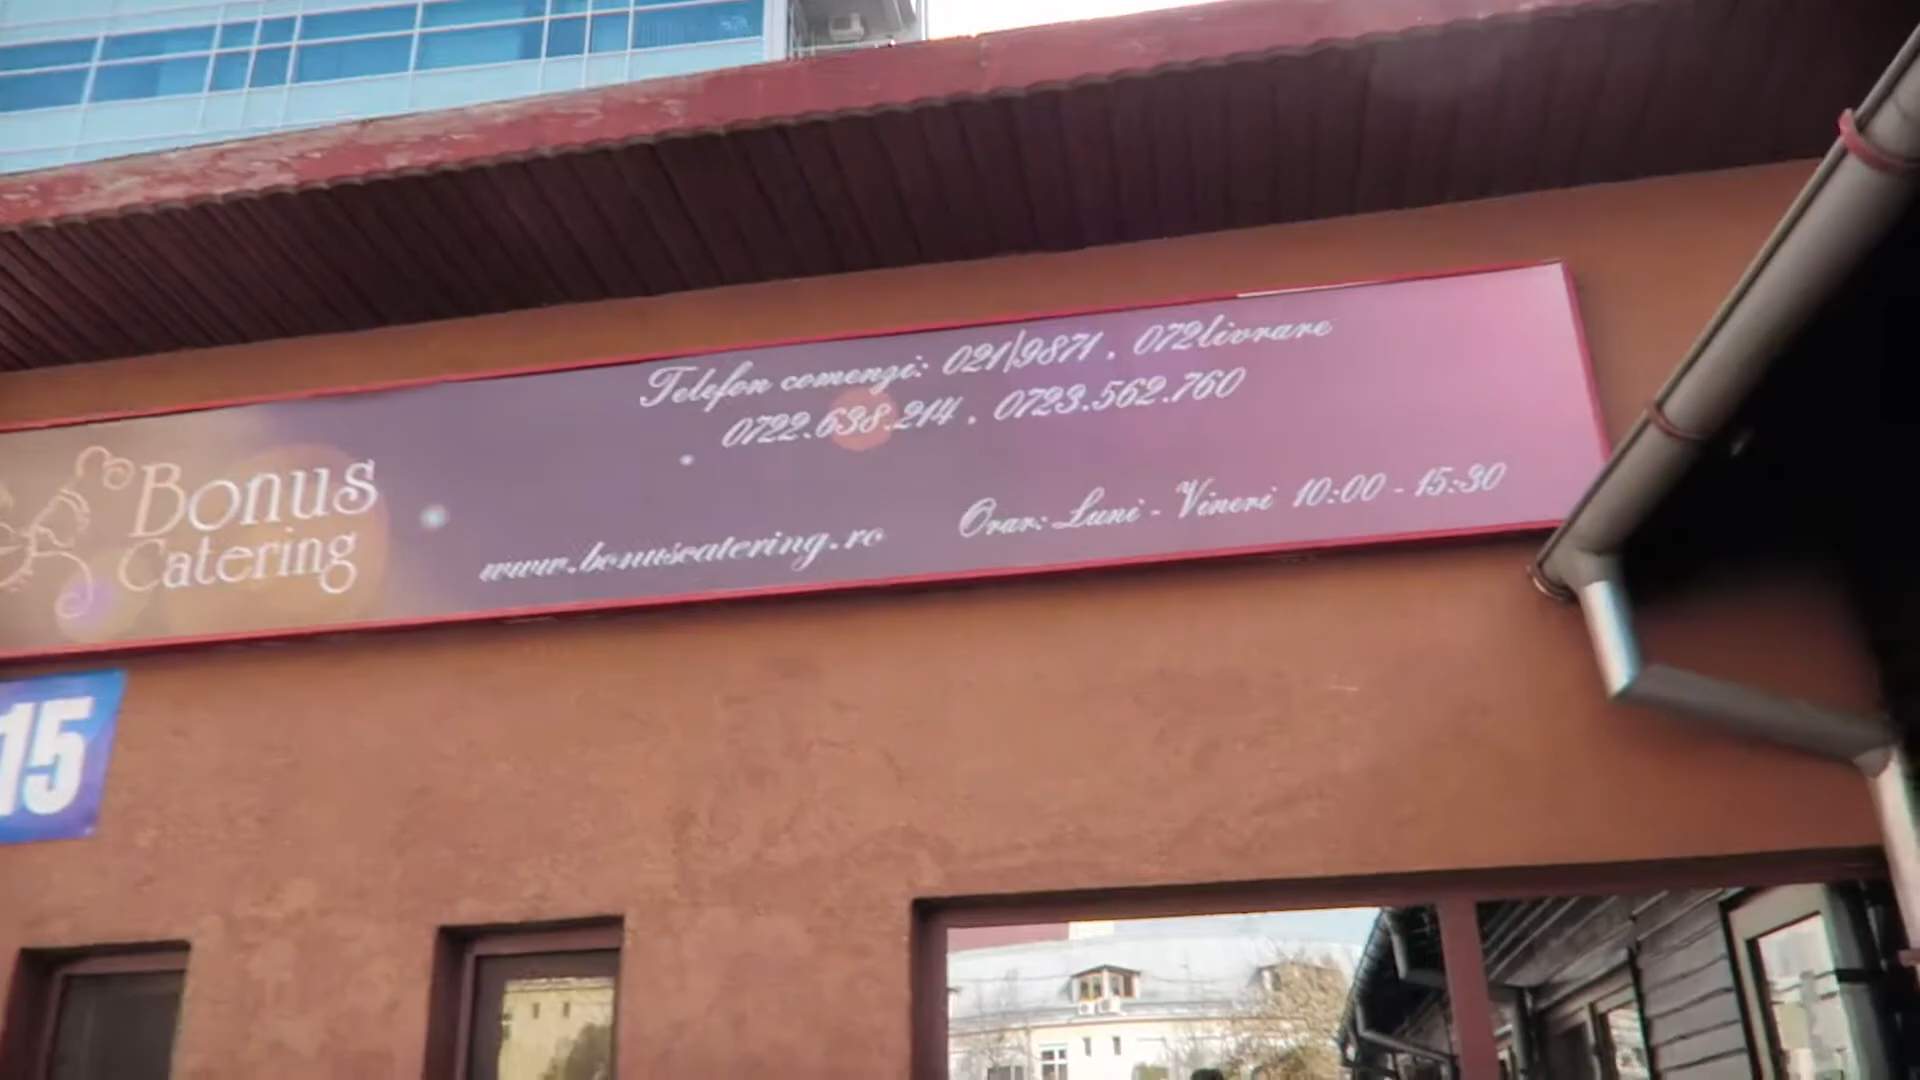 Telefon comenzi: 021|9871 . 072livrare
0722.638.214 . 0723.562.760
Bonus
Catering
www.bonuscatering.ro
Orar: Luni - Vineri 10:00 - 15:30
15